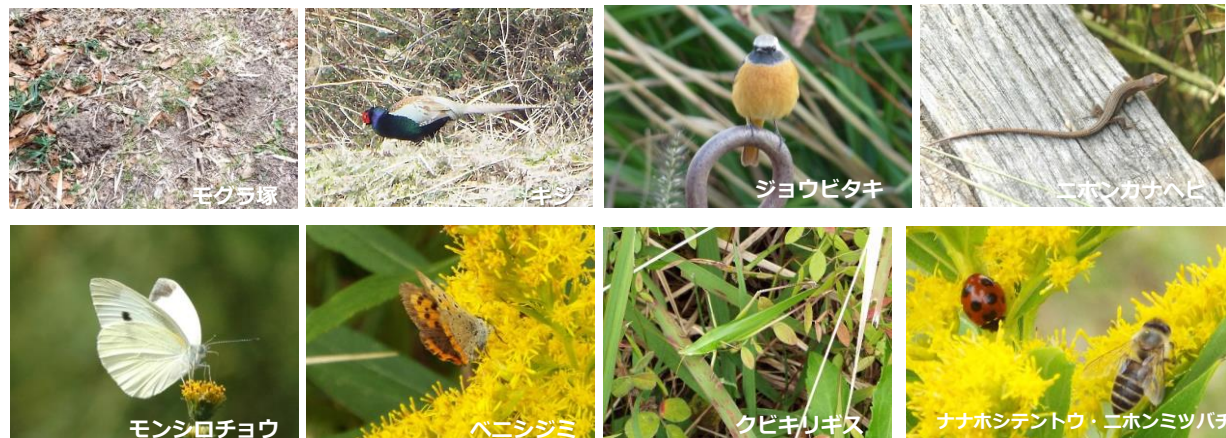 モグラ塚
キジ
ジョウビタキ
ニホンカナヘビ
モンシロチョウ
ベニシジミ
クビキリギス
ナナホシテントウ・ニホンミツバチ